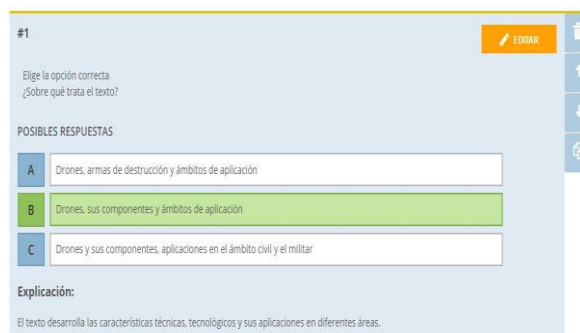 #1
EDITAR
Elige la opción correcta
¿Sobre qué trata el texto?
POSIBLES RESPUESTAS
A Drones, armas de destrucción y ámbitos de aplicación
B Drones, sus componentes y ámbitos de aplicación
C Drones y sus componentes, aplicaciones en el ámbito civil y el militar
Explicación:
El texto desarrolla las características técnicas, tecnológicos y sus aplicaciones en diferentes áreas.